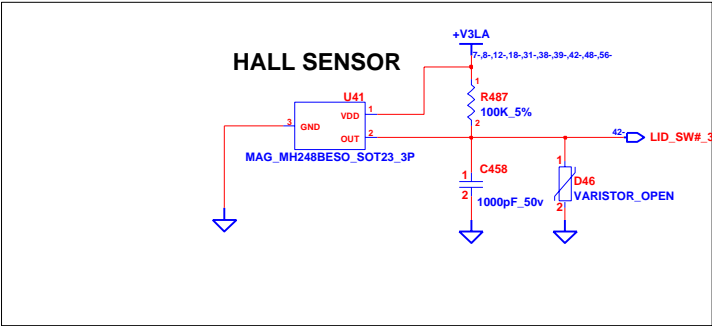 +V3LA
7-,8-,12-,18-,31-,38-,39-,42-,48-,56-
HALL SENSOR
1
U41
R487
VDD 1
100K_5%
3 GND
2
OUT 2
42-
LID_SW#_3
MAG_MH248BESO_SOT23_3P
C458
1
1
D46
2
1000pF_50v
2
VARISTOR_OPEN